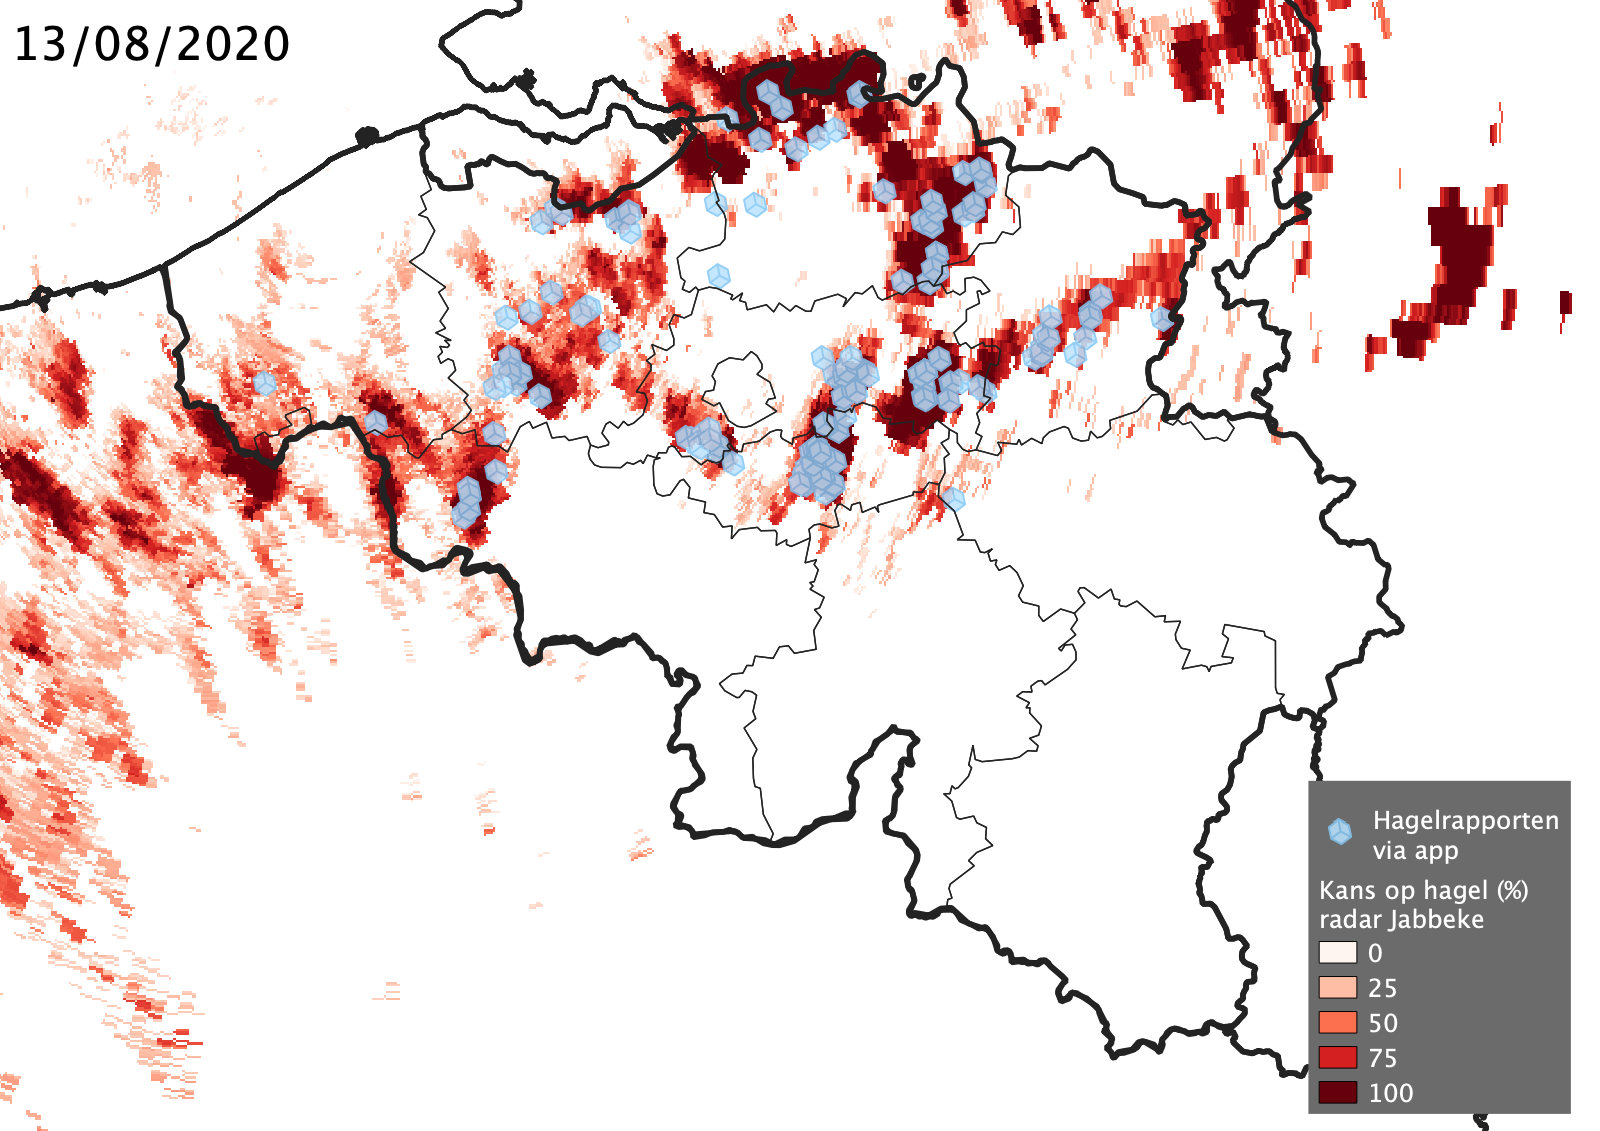 13/08/2020
Hagelrapporten
via app
Kans op hagel (%)
radar Jabbeke
0
25
50
75
100